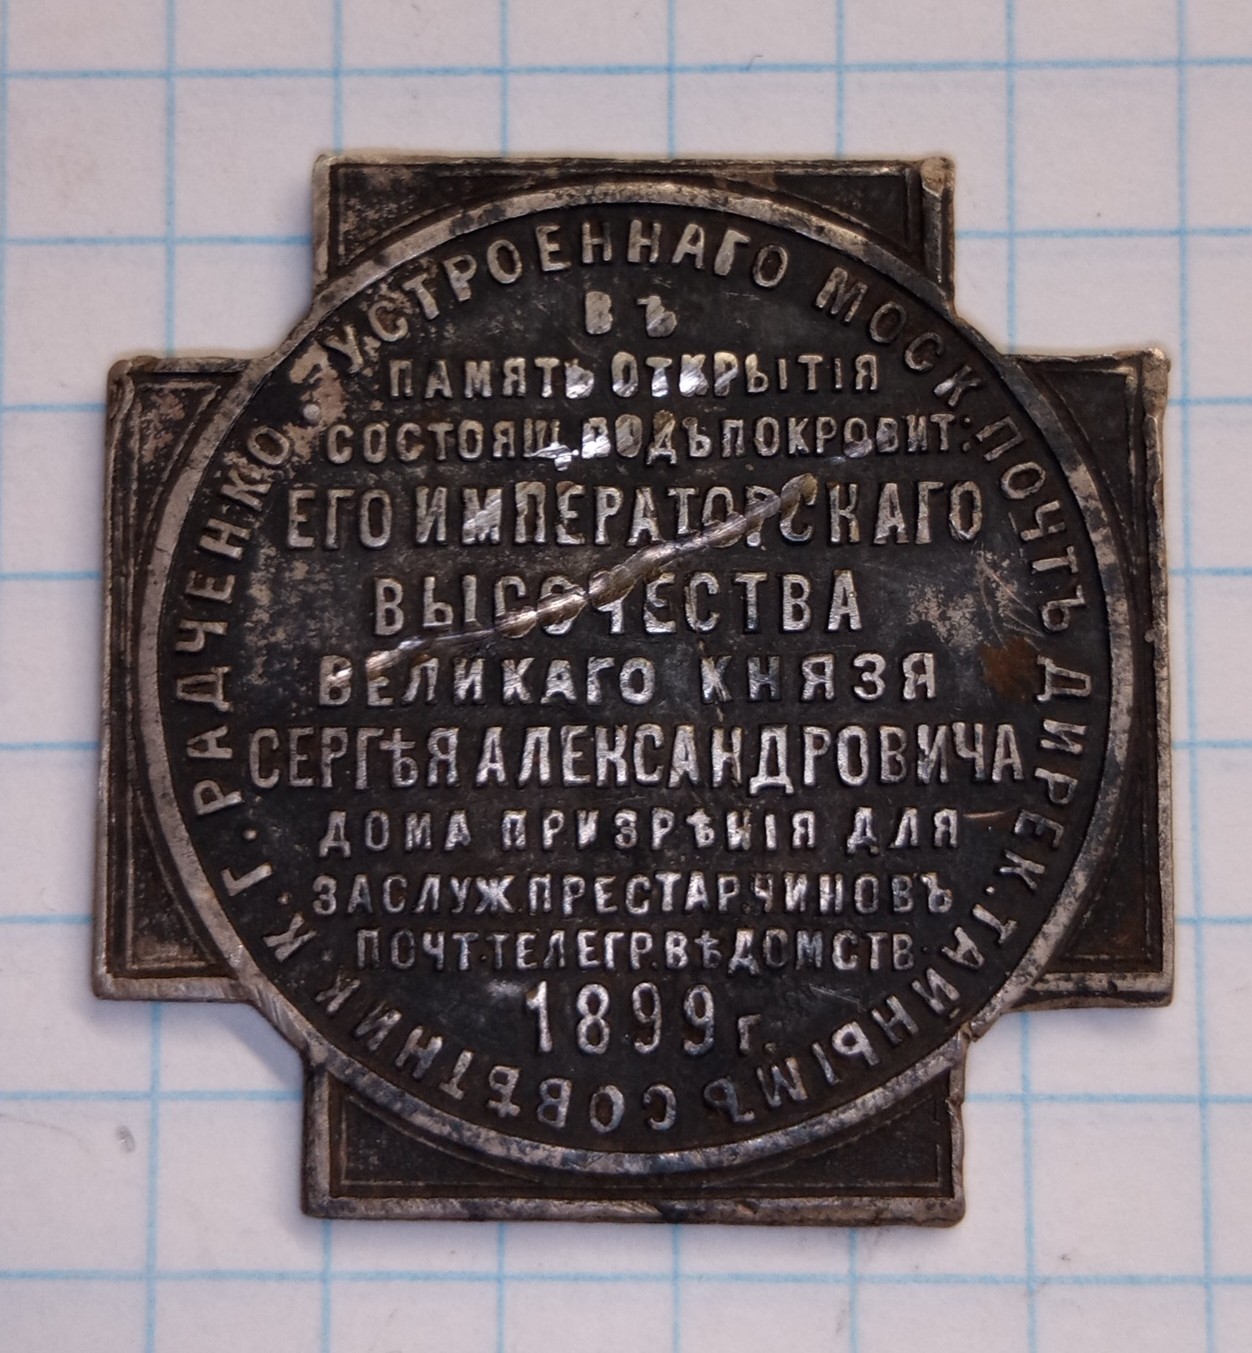 ВЪ
ПАМЯТЬ ОТКРЫТІЯ
СОСТОЯЩ. ПОДЪ ПОКРОВИТ:
ЕГО ИМПЕРАТОРСКАГО
ВЫСОЧЕСТВА
ВЕЛИКАГО КНЯЗЯ
СЕРГѢЯ АЛЕКСАНДРОВИЧА
ДОМА ПРИЗРѢНІЯ ДЛЯ
ЗАСЛУЖ. ПРЕСТАР. ЧИНОВЪ
ПОЧТ. ТЕЛЕГР. ВѢДОМСТВ.
1899 г.
УСТРОЕННАГО МОСК. ПОЧТЪ ДИРЕК. ТАЙНЫМЪ СОВѢТНИК К. Г. РАДЧЕНКО.